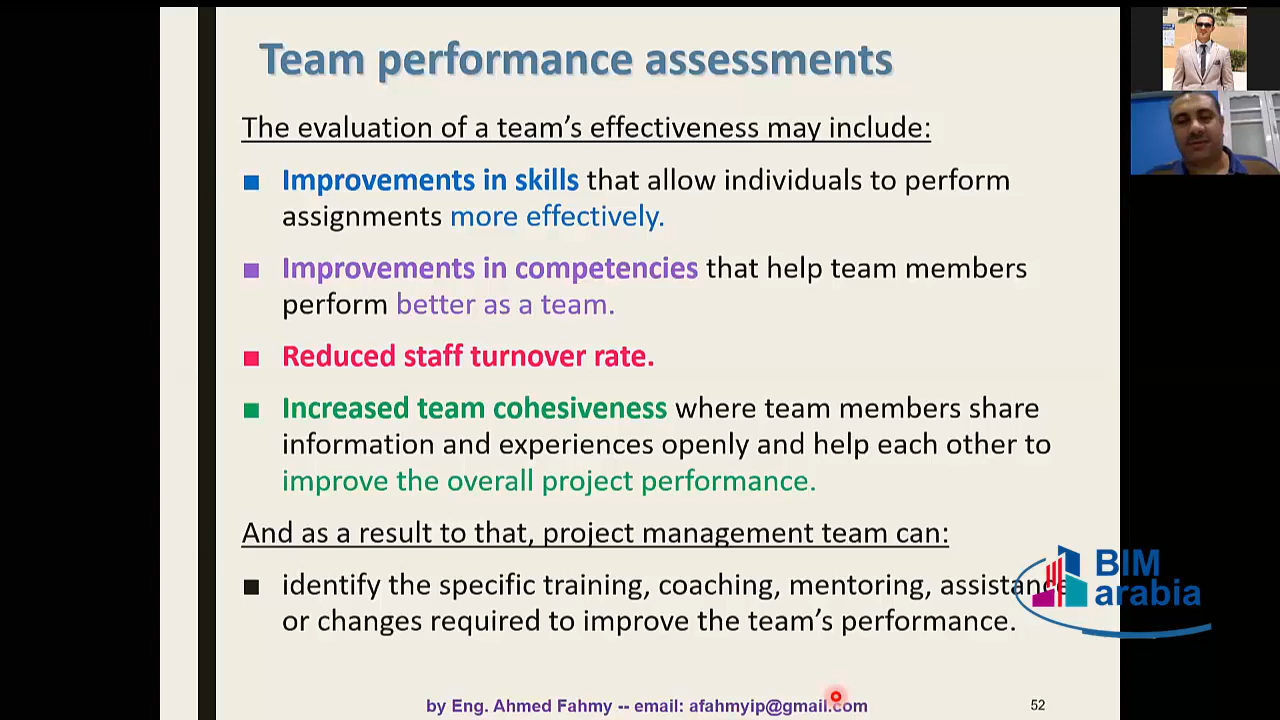 Team performance assessments
The evaluation of a team's effectiveness may include:
Improvements in skills that allow individuals to perform
assignments more effectively.
Improvements in competencies that help team members
perform better as a team.
Reduced staff turnover rate.
Increased team cohesiveness where team members share
information and experiences openly and help each other to
improve the overall project performance.
And as a result to that, project management team can:
identify the specific training, coaching, mentoring, assistance
or changes required to improve the team's performance.
BIM
arabia
by Eng. Ahmed Fahmy -- email: afahmyip@gmail.com
52